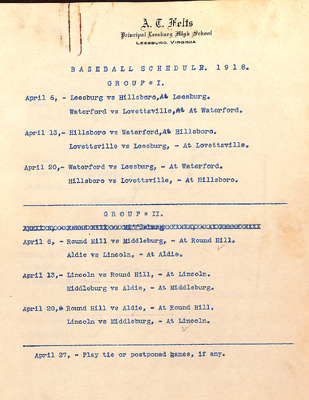 A. T. Felts
Principal Leesburg High School
LEESBURG, VIRGINIA
BASEBALL SCHEDULE. 1918.
GROUP I.
April 6, - Leesburg vs Hillsboro, At Leesburg.
Waterford vs Lovettsville, At At Waterford.
April 13,- Hillsboro vs Waterford, At Hillsboro.
Lovettsville vs Leesburg, - At Lovettsville.
April 20,- Waterford vs Leesburg, - At Waterford.
Hillsboro vs Lovettsville, - At Hillsboro.
GROUP II.
April 6, - Round Hill vs Middleburg, - At Round Hill.
Aldie vs Lincoln, - At Aldie.
April 13,- Lincoln vs Round Hill, - At Lincoln.
Middleburg vs Aldie, - At Middleburg.
April 20, Round Hill vs Aldie, - At Round Hill.
Lincoln vs Middleburg, - At Lincoln.
April 27, - Play tie or postponed games, if any.